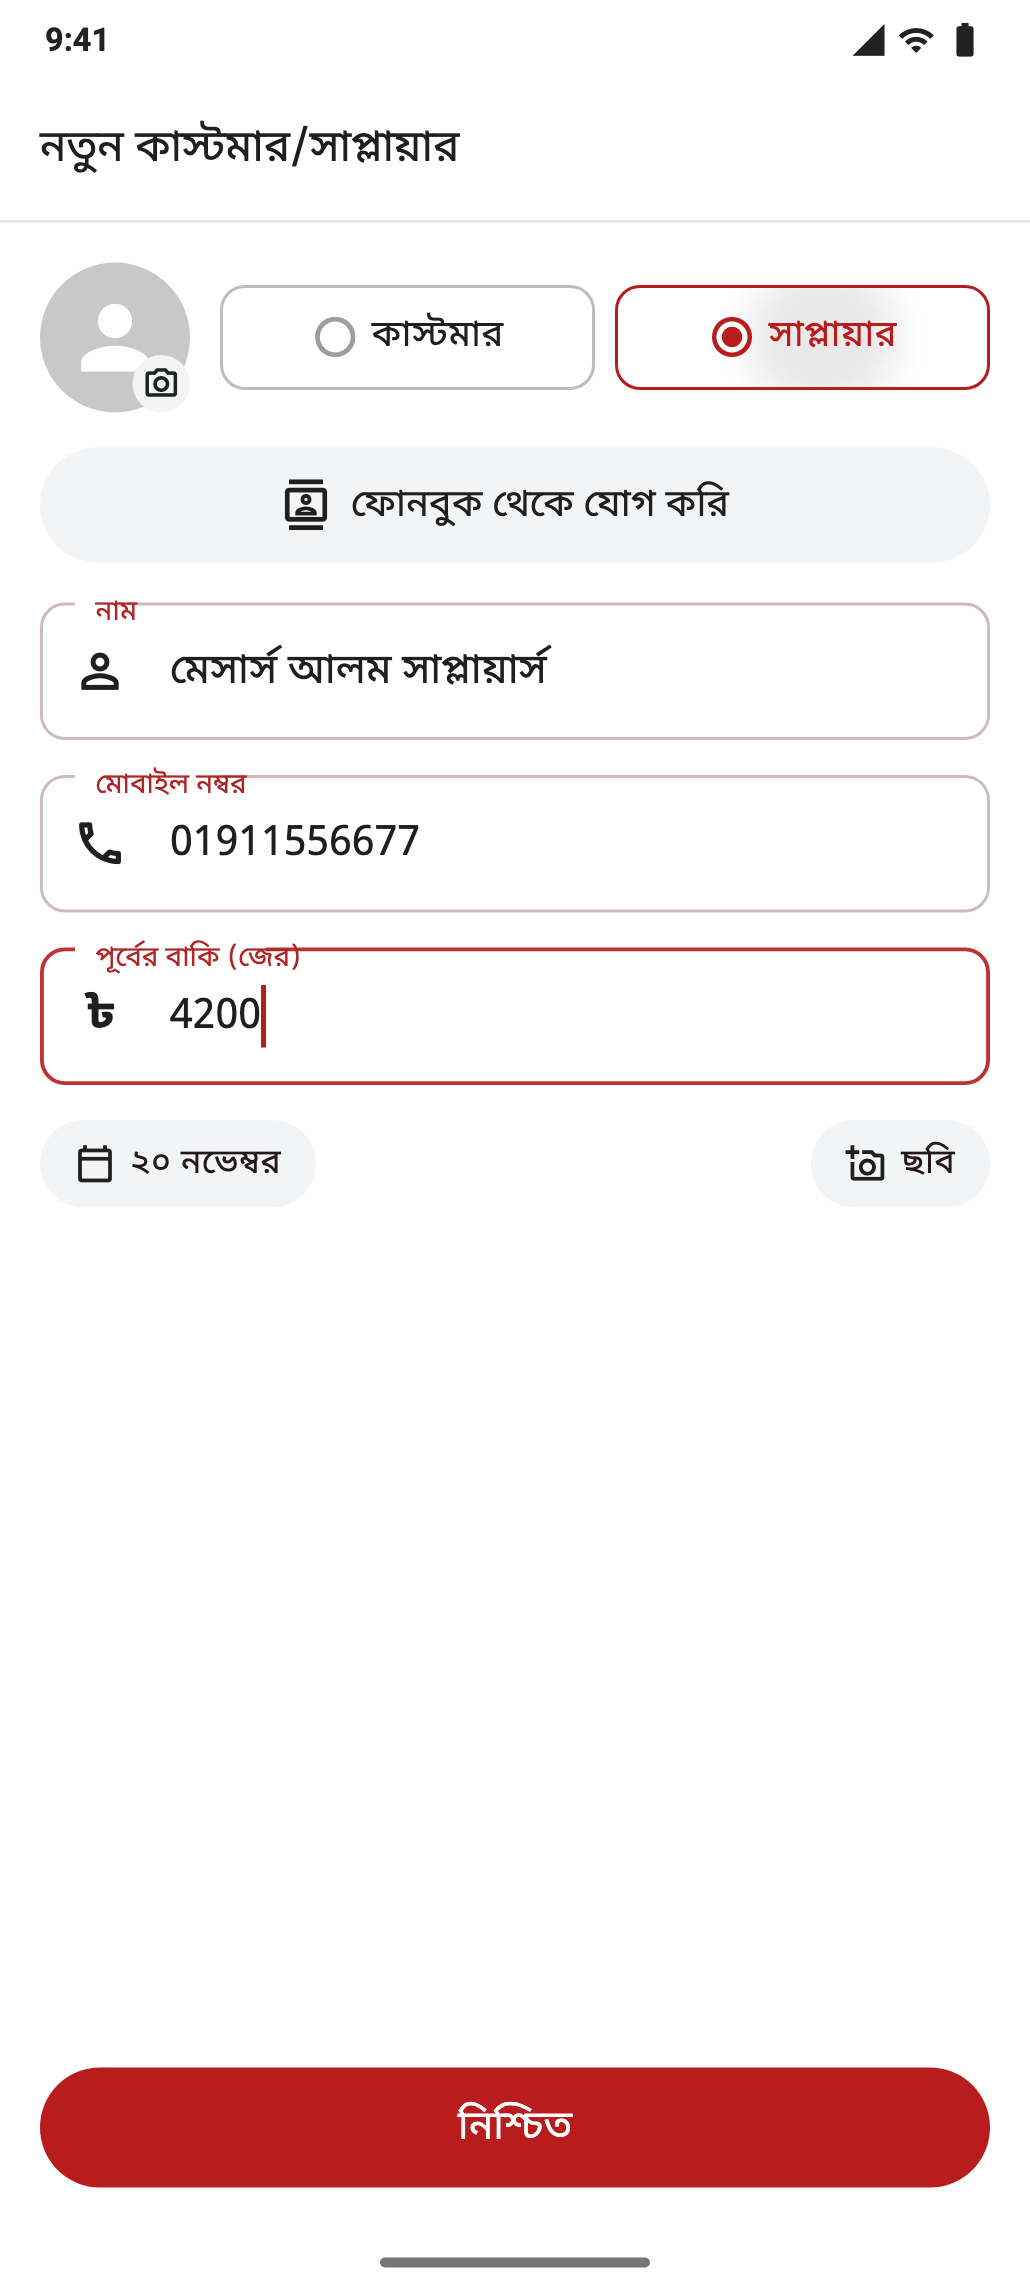 9:41
নতুন কাস্টমার/সাপ্লায়ার
কাস্টমার
সাপ্লায়ার
ফোনবুক থেকে যোগ করি
নাম
মেসার্স আলম সাপ্লায়ার্স
মোবাইল নম্বর
01911556677
পূর্বের বাকি (জের)
৳ 4200
২০ নভেম্বর
ছবি
নিশ্চিত